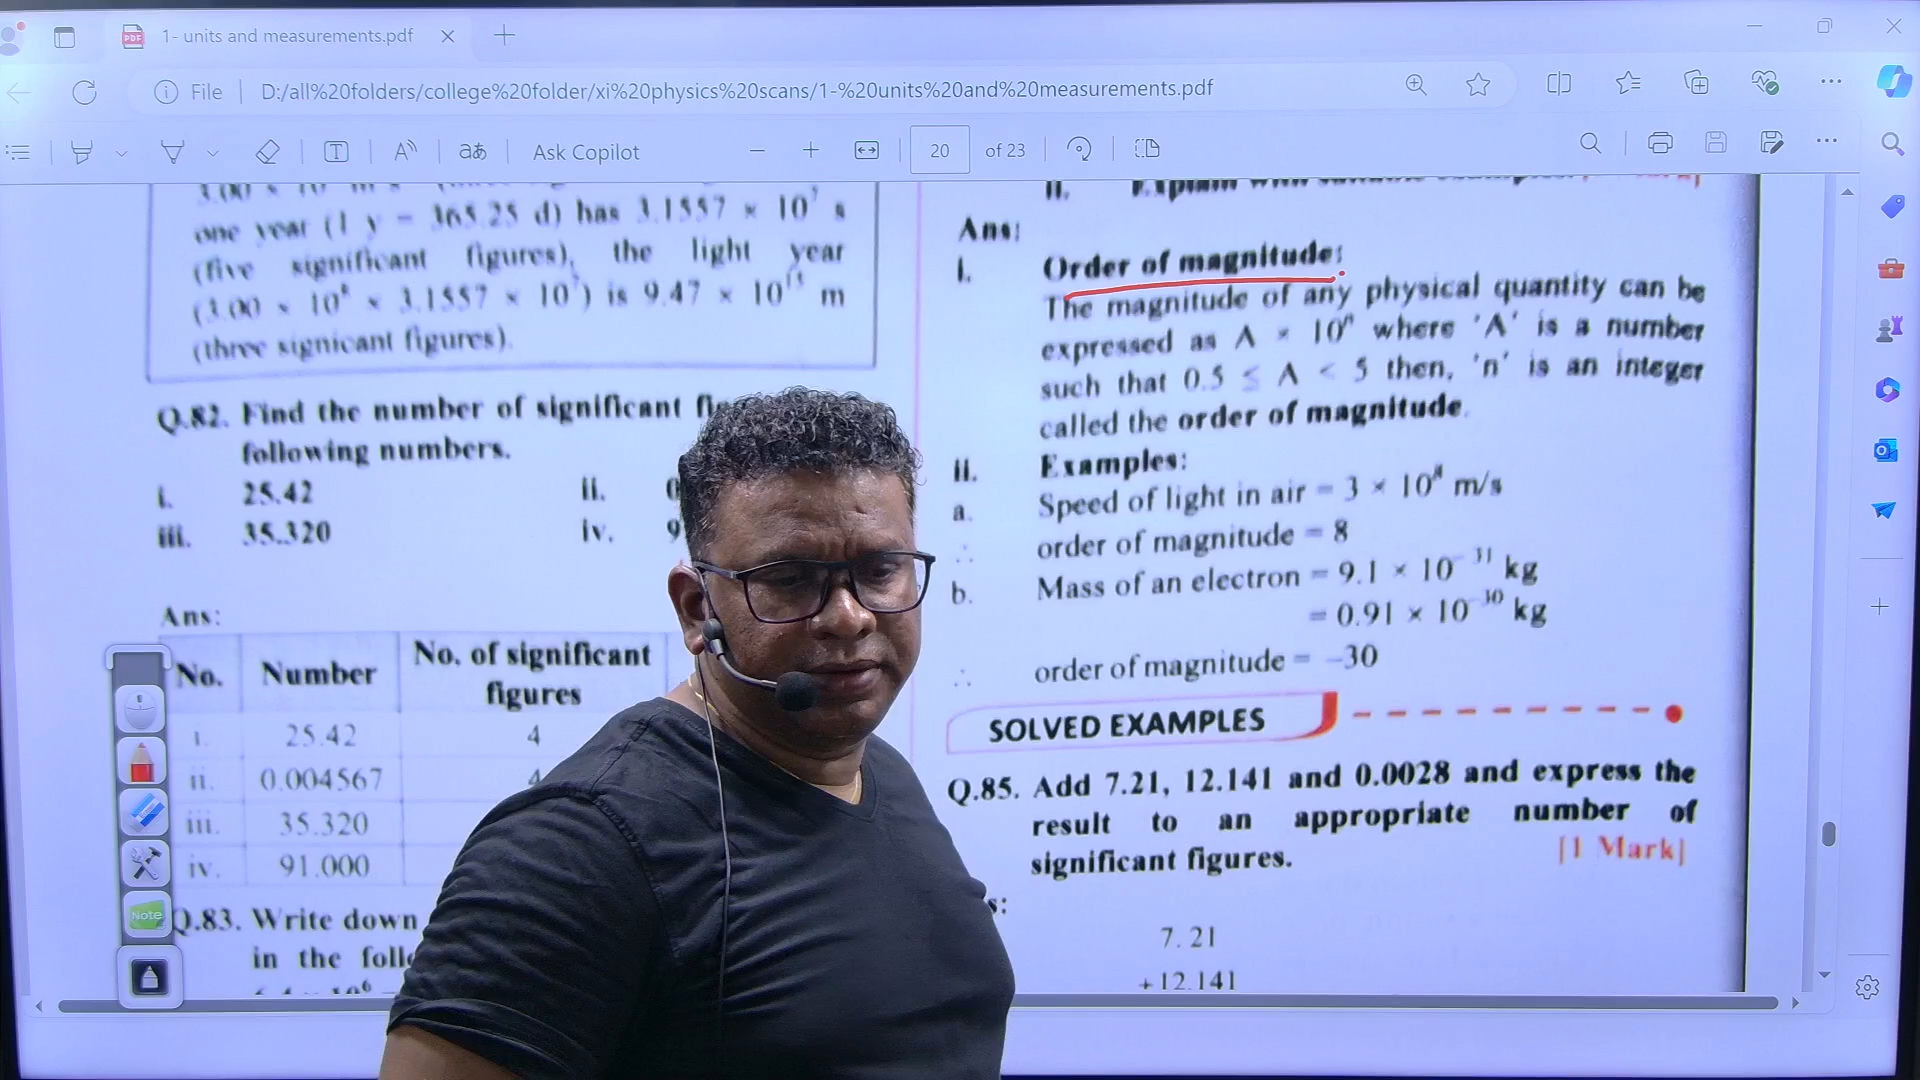 1- units and measurements.pdf
File
D:/all%20folders/college%20folder/xi%20physics%20scans/1-%20units%20and%20measurements.pdf
Ask Copilot
20 of 23
one year (1 y = 365.25 d) has 3.1557 × 10⁷ s
(five significant figures), the light year
(3.00 × 10⁸ × 3.1557 × 10⁷) is 9.47 × 10¹⁵ m
(three signicant figures).
Q.82. Find the number of significant
following numbers.
i. 25.42 ii.
iii. 35.320 iv. 9
Ans:
No. Number No. of significant figures
i. 25.42 4
ii. 0.004567 4
iii. 35.320
iv. 91.000
Q.83. Write down
in the
Note
ii. Explain with
Ans:
i. Order of magnitude:
The magnitude of any physical quantity can be
expressed as A × 10ⁿ where 'A' is a number
such that 0.5 ≤ A < 5 then, 'n' is an integer
called the order of magnitude.
ii. Examples:
a. Speed of light in air = 3 × 10⁸ m/s
∴ order of magnitude = 8
b. Mass of an electron = 9.1 × 10⁻³¹ kg
= 0.91 × 10⁻³⁰ kg
∴ order of magnitude = −30
SOLVED EXAMPLES
Q.85. Add 7.21, 12.141 and 0.0028 and express the
result to an appropriate number of
significant figures. [1 Mark]
s:
7.21
+12.141